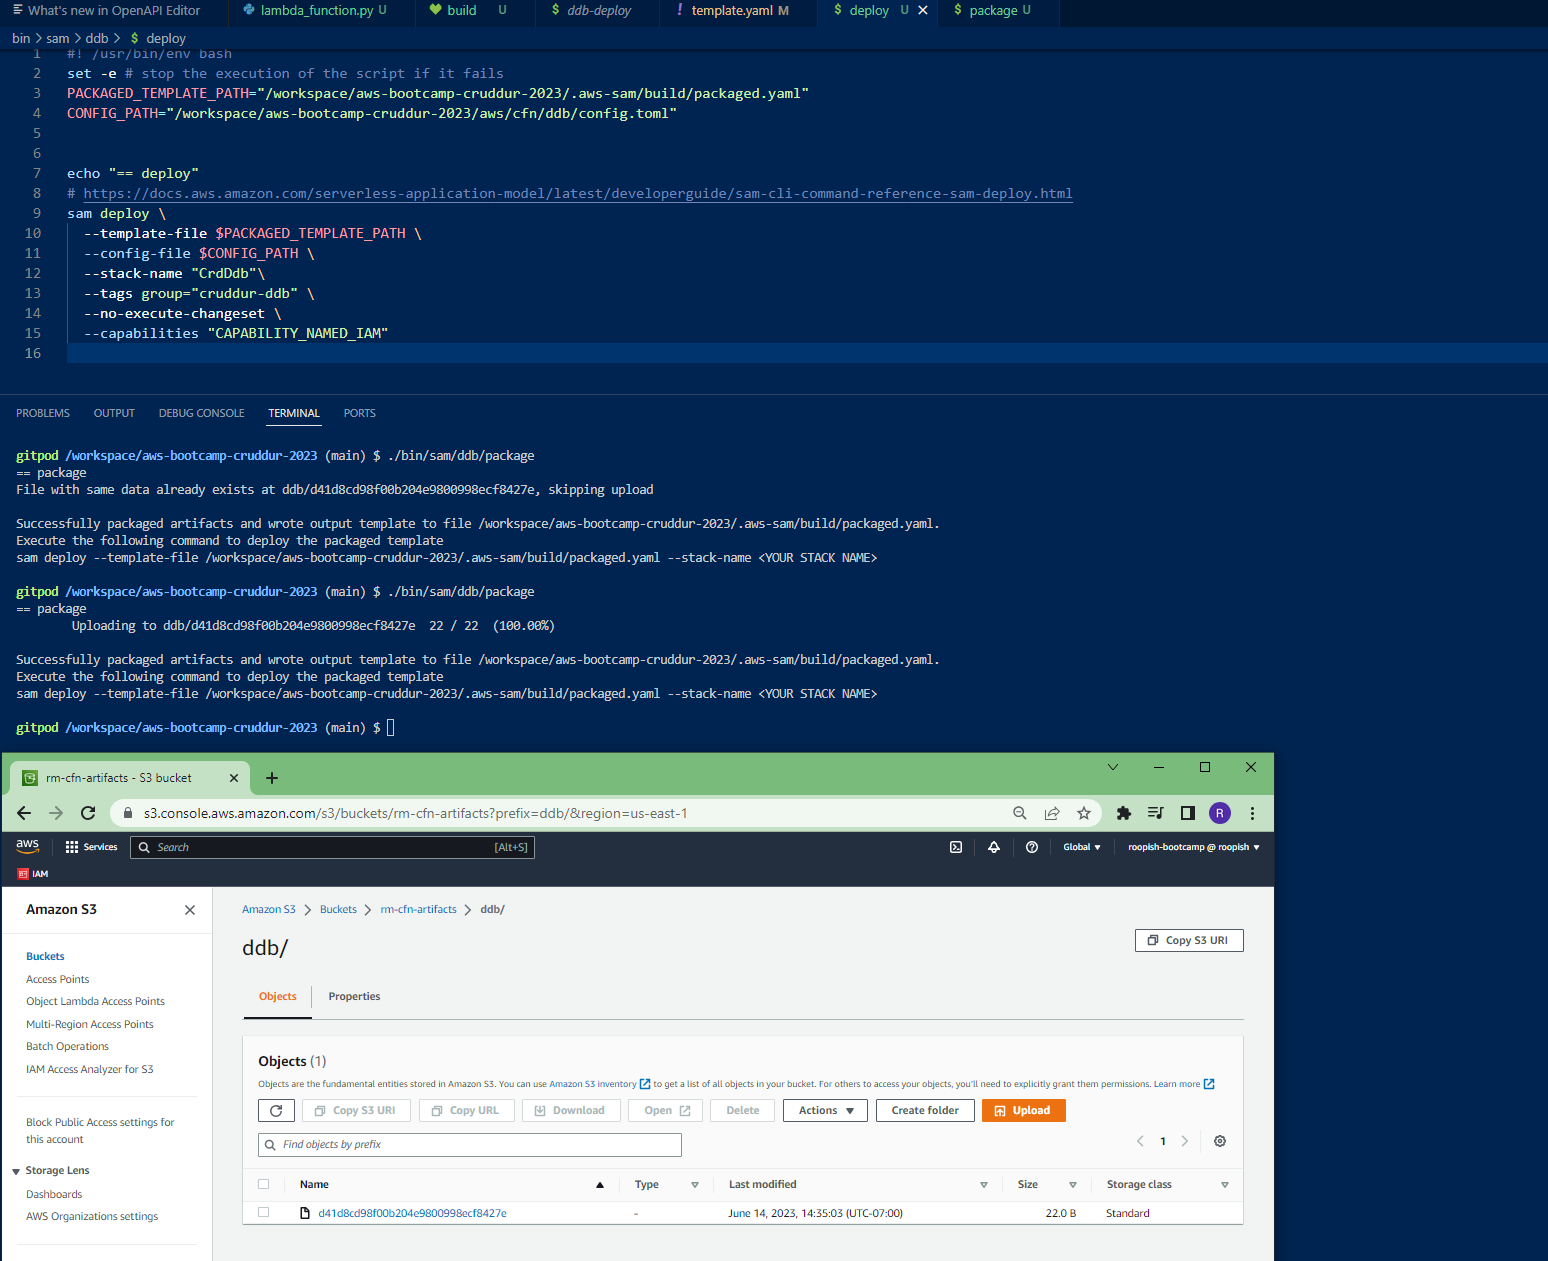 What's new in OpenAPI Editor
lambda_function.py U
build U
$ ddb-deploy
! template.yaml M
$ deploy U
$ package U
bin > sam > ddb > $ deploy
1 #! /usr/bin/env bash
2 set -e # stop the execution of the script if it fails
3 PACKAGED_TEMPLATE_PATH="/workspace/aws-bootcamp-cruddur-2023/.aws-sam/build/packaged.yaml"
4 CONFIG_PATH="/workspace/aws-bootcamp-cruddur-2023/aws/cfn/ddb/config.toml"
5
6
7 echo "== deploy"
8 # https://docs.aws.amazon.com/serverless-application-model/latest/developerguide/sam-cli-command-reference-sam-deploy.html
9 sam deploy \
10 --template-file $PACKAGED_TEMPLATE_PATH \
11 --config-file $CONFIG_PATH \
12 --stack-name "CrdDdb"\
13 --tags group="cruddur-ddb" \
14 --no-execute-changeset \
15 --capabilities "CAPABILITY_NAMED_IAM"
16
PROBLEMS OUTPUT DEBUG CONSOLE TERMINAL PORTS
gitpod /workspace/aws-bootcamp-cruddur-2023 (main) $ ./bin/sam/ddb/package
== package
File with same data already exists at ddb/d41d8cd98f00b204e9800998ecf8427e, skipping upload
Successfully packaged artifacts and wrote output template to file /workspace/aws-bootcamp-cruddur-2023/.aws-sam/build/packaged.yaml.
Execute the following command to deploy the packaged template
sam deploy --template-file /workspace/aws-bootcamp-cruddur-2023/.aws-sam/build/packaged.yaml --stack-name <YOUR STACK NAME>
gitpod /workspace/aws-bootcamp-cruddur-2023 (main) $ ./bin/sam/ddb/package
== package
Uploading to ddb/d41d8cd98f00b204e9800998ecf8427e 22 / 22 (100.00%)
Successfully packaged artifacts and wrote output template to file /workspace/aws-bootcamp-cruddur-2023/.aws-sam/build/packaged.yaml.
Execute the following command to deploy the packaged template
sam deploy --template-file /workspace/aws-bootcamp-cruddur-2023/.aws-sam/build/packaged.yaml --stack-name <YOUR STACK NAME>
gitpod /workspace/aws-bootcamp-cruddur-2023 (main) $
rm-cfn-artifacts - S3 bucket
s3.console.aws.amazon.com/s3/buckets/rm-cfn-artifacts?prefix=ddb/&region=us-east-1
R
aws Services Search [Alt+S] Global roopish-bootcamp @ roopish
IAM
Amazon S3
Buckets
Access Points
Object Lambda Access Points
Multi-Region Access Points
Batch Operations
IAM Access Analyzer for S3
Block Public Access settings for
this account
Storage Lens
Dashboards
AWS Organizations settings
Amazon S3 > Buckets > rm-cfn-artifacts > ddb/
ddb/
Copy S3 URI
Objects Properties
Objects (1)
Objects are the fundamental entities stored in Amazon S3. You can use Amazon S3 inventory to get a list of all objects in your bucket. For others to access your objects, you'll need to explicitly grant them permissions. Learn more
Copy S3 URI Copy URL Download Open Delete Actions Create folder Upload
Find objects by prefix
1
Name Type Last modified Size Storage class
d41d8cd98f00b204e9800998ecf8427e - June 14, 2023, 14:35:03 (UTC-07:00) 22.0 B Standard